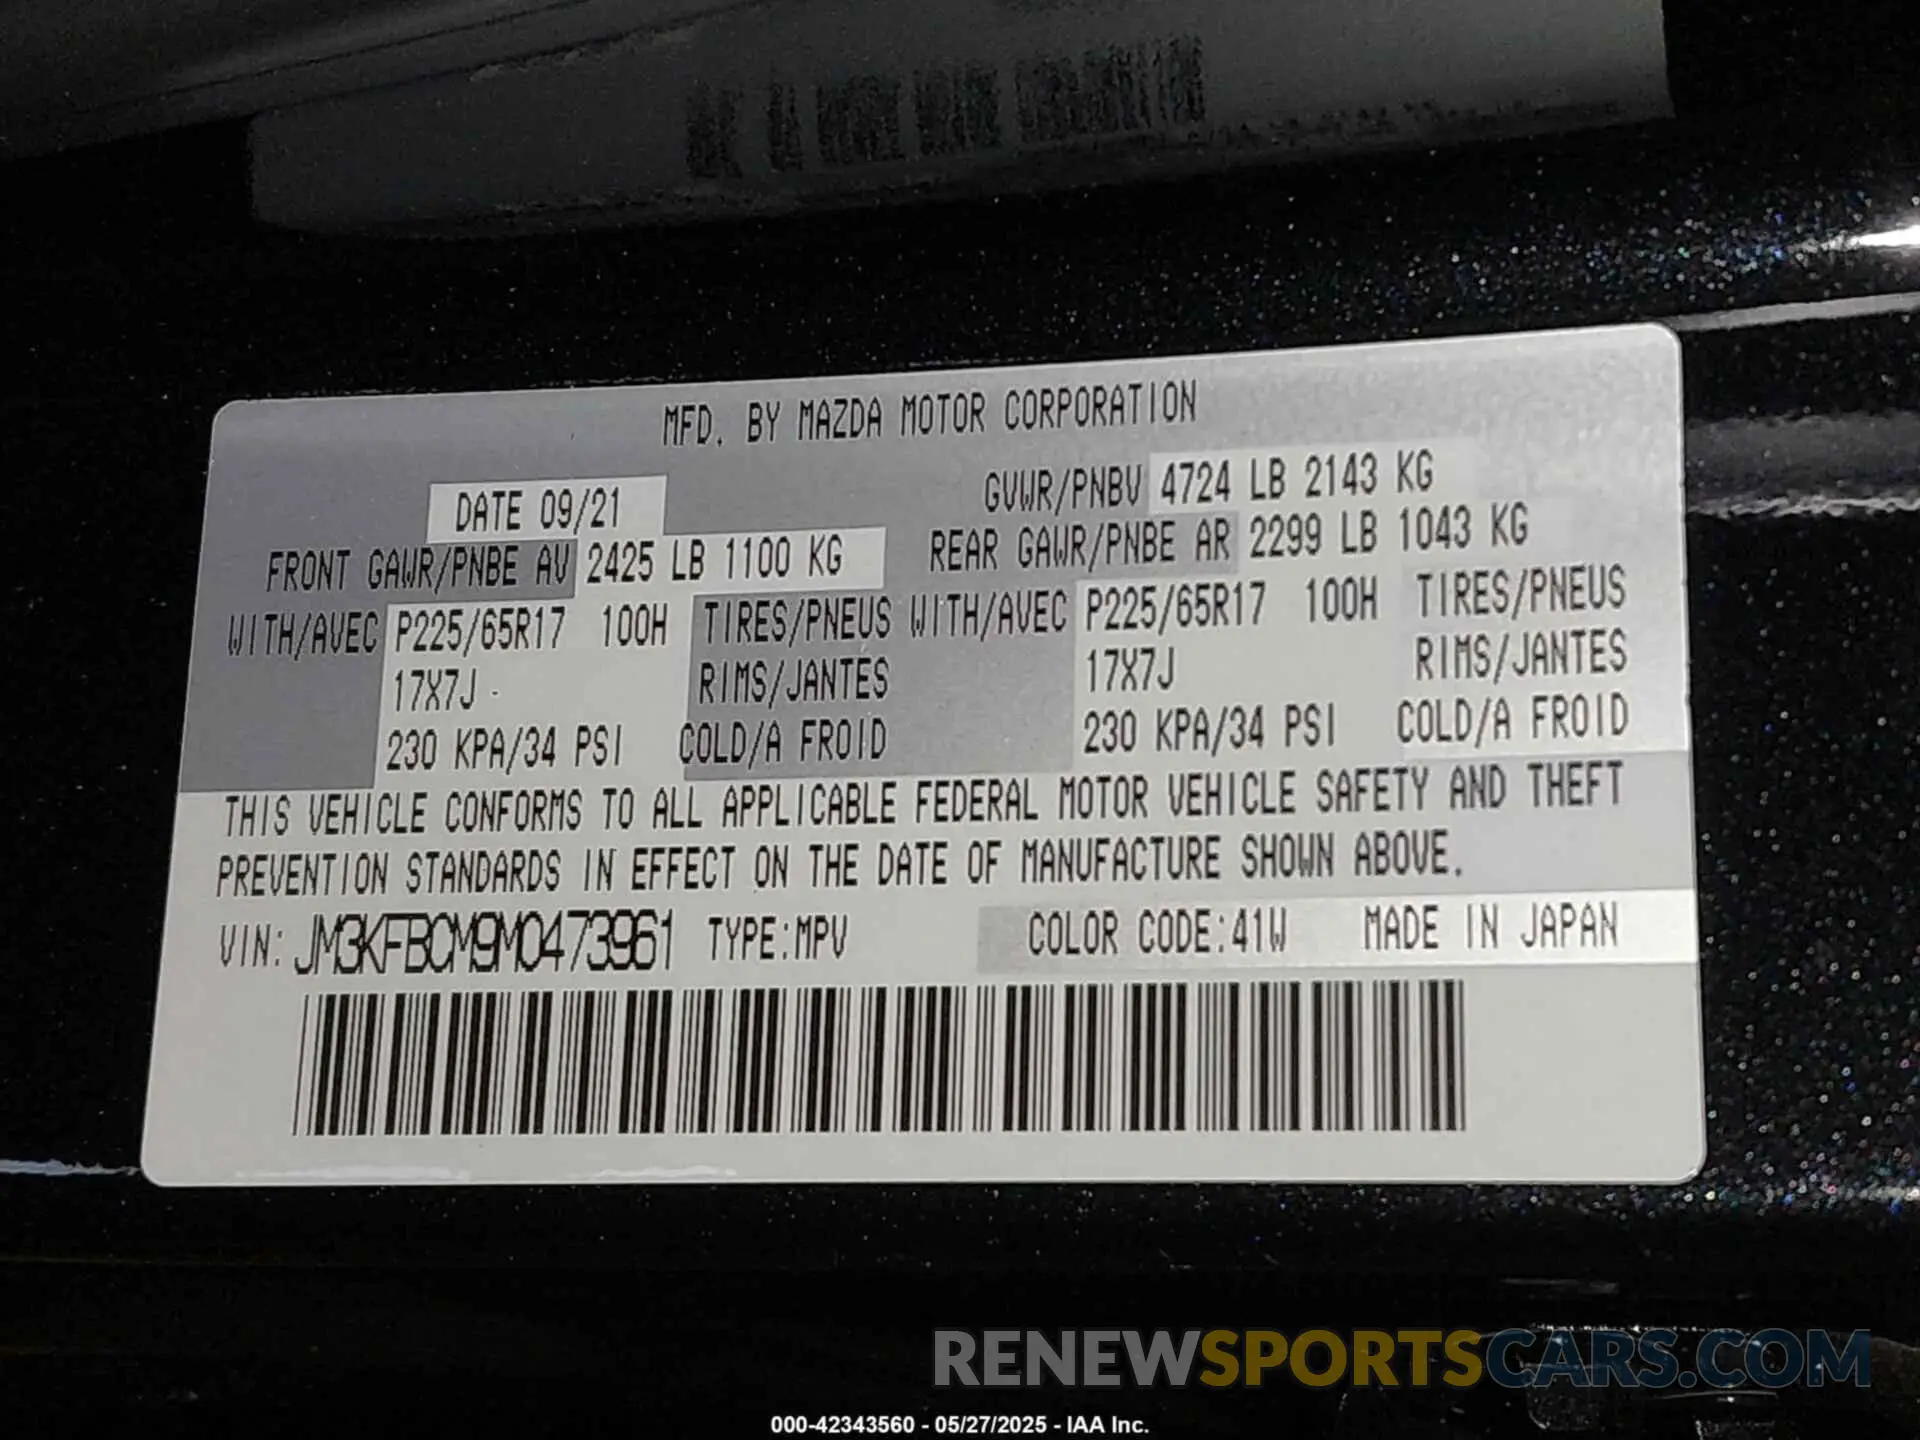 MFD. BY MAZDA MOTOR CORPORATION
DATE 09/21 GVWR/PNBV 4724 LB 2143 KG
FRONT GAWR/PNBE AV 2425 LB 1100 KG REAR GAWR/PNBE AR 2299 LB 1043 KG
WITH/AVEC P225/65R17 100H TIRES/PNEUS WITH/AVEC P225/65R17 100H TIRES/PNEUS
17X7J RIMS/JANTES 17X7J RIMS/JANTES
230 KPA/34 PSI COLD/A FROID 230 KPA/34 PSI COLD/A FROID
THIS VEHICLE CONFORMS TO ALL APPLICABLE FEDERAL MOTOR VEHICLE SAFETY AND THEFT
PREVENTION STANDARDS IN EFFECT ON THE DATE OF MANUFACTURE SHOWN ABOVE.
VIN: JM3KFBCM9M0473961 TYPE:MPV COLOR CODE:41W MADE IN JAPAN
RENEWSPORTSCARS.COM
000-42343560 - 05/27/2025 - IAA Inc.